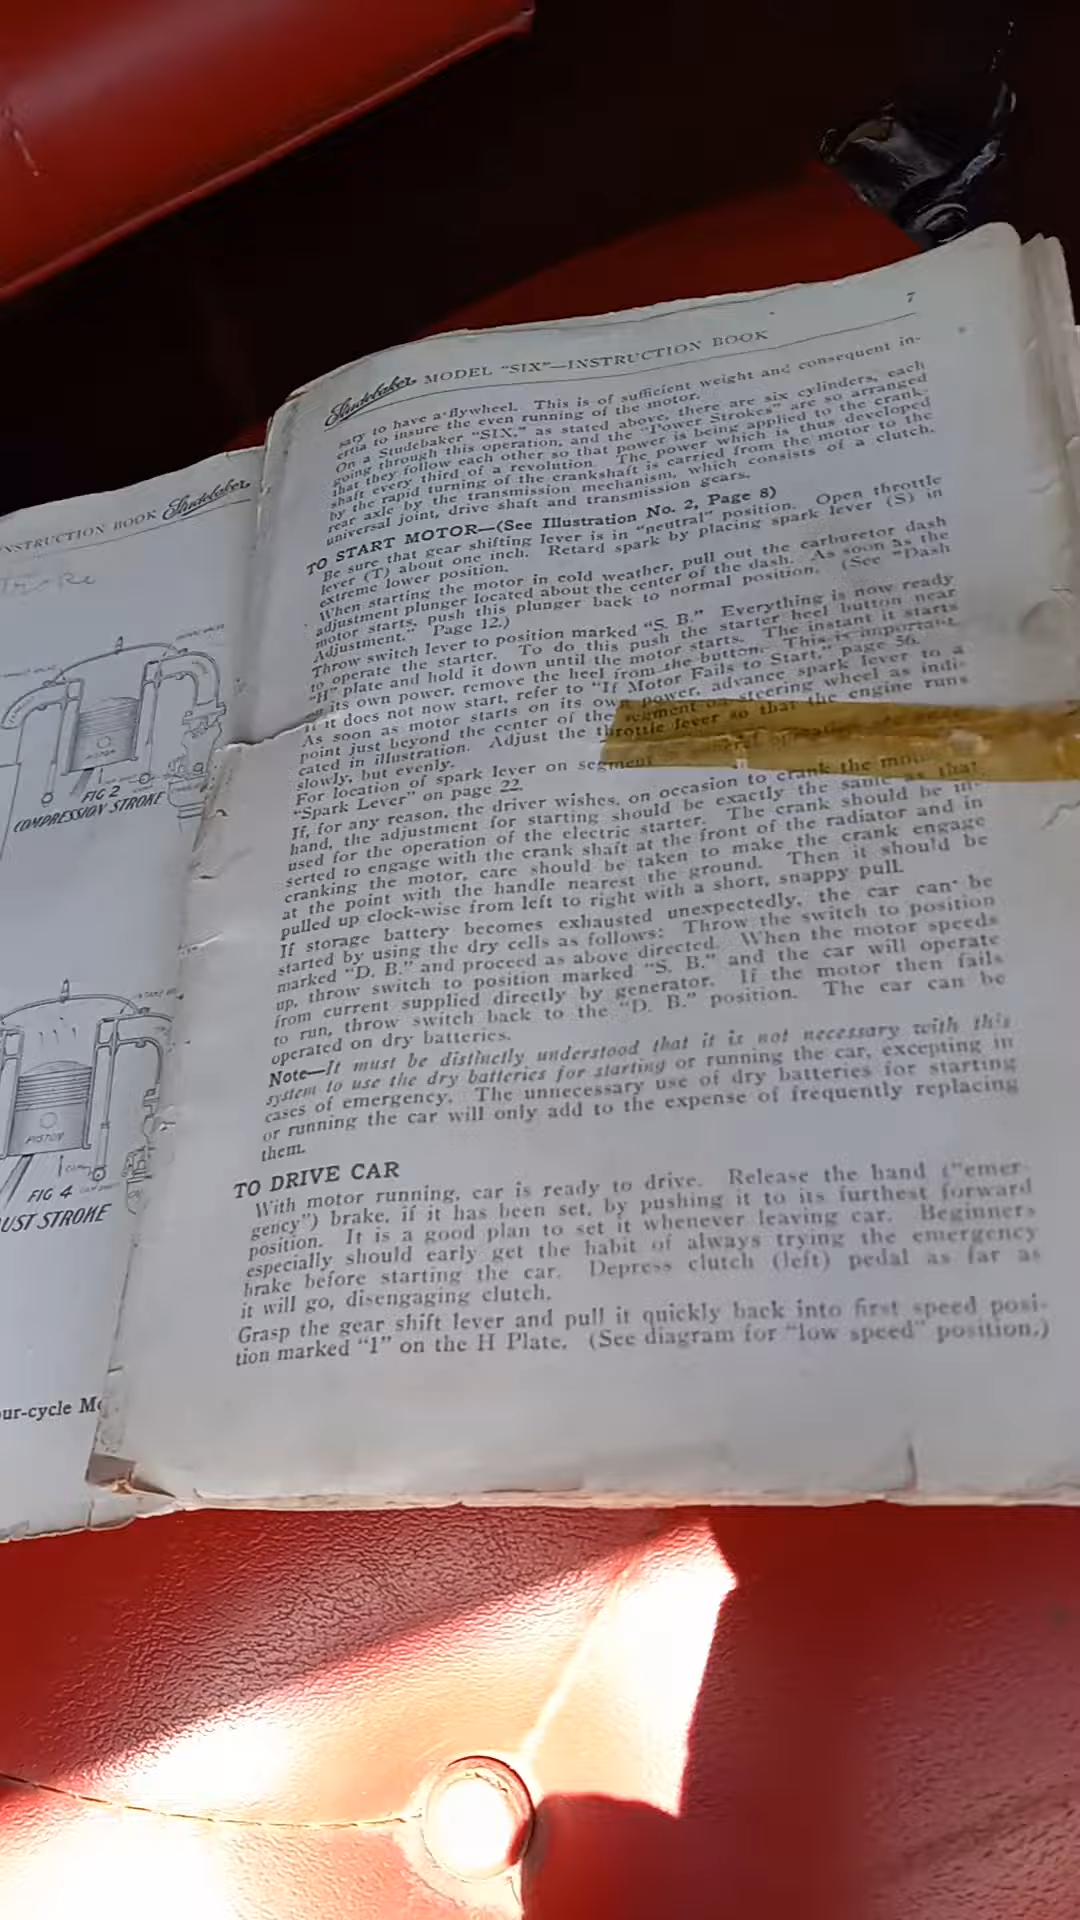 INSTRUCTION BOOK Studebaker
FIG 2
COMPRESSION STROKE
PISTON
PISTON
FIG 4
UST STROKE
ur-cycle M
7
Studebaker MODEL "SIX"—INSTRUCTION BOOK
sary to have a flywheel. This is of sufficient weight and consequent in-
ertia to insure the even running of the motor.
On a Studebaker "SIX," as stated above, there are six cylinders, each
going through this operation, and the "Power Strokes" are so arranged
that they follow each other so that power is being applied to the crank-
shaft every third of a revolution. The power which is thus developed
by the rapid turning of the crankshaft is carried from the motor to the
rear axle by the transmission mechanism, which consists of a clutch,
universal joint, drive shaft and transmission gears.
TO START MOTOR—(See Illustration No. 2, Page 8)
Be sure that gear shifting lever is in "neutral" position. Open throttle
lever (T) about one inch. Retard spark by placing spark lever (S) in
extreme lower position.
When starting the motor in cold weather, pull out the carburetor dash
adjustment plunger located about the center of the dash. As soon as the
motor starts, push this plunger back to normal position. (See "Dash
Adjustment." Page 12.)
Throw switch lever to position marked "S. B." Everything is now ready
to operate the starter. To do this push the starter heel button near
"H" plate and hold it down until the motor starts. The instant it starts
on its own power, remove the heel from the button. This is important.
If it does not now start, refer to "If Motor Fails to Start," page 56.
As soon as motor starts on its own power, advance spark lever to a
point just beyond the center of the segment on steering wheel as indi-
cated in illustration. Adjust the throttle lever so that the engine runs
slowly, but evenly.
For location of spark lever on segment general
"Spark Lever" on page 22.
If, for any reason, the driver wishes, on occasion to crank the motor
hand, the adjustment for starting should be exactly the same as that
used for the operation of the electric starter. The crank should be in-
serted to engage with the crank shaft at the front of the radiator and in
cranking the motor, care should be taken to make the crank engage
at the point with the handle nearest the ground. Then it should be
pulled up clock-wise from left to right with a short, snappy pull.
If storage battery becomes exhausted unexpectedly, the car can be
started by using the dry cells as follows: Throw the switch to position
marked "D. B." and proceed as above directed. When the motor speeds
up, throw switch to position marked "S. B." and the car will operate
from current supplied directly by generator. If the motor then fails
to run, throw switch back to the "D. B." position. The car can be
operated on dry batteries.
Note—It must be distinctly understood that it is not necessary with this
system to use the dry batteries for starting or running the car, excepting in
cases of emergency. The unnecessary use of dry batteries for starting
or running the car will only add to the expense of frequently replacing
them.
TO DRIVE CAR
With motor running, car is ready to drive. Release the hand ("emer-
gency") brake, if it has been set, by pushing it to its furthest forward
position. It is a good plan to set it whenever leaving car. Beginners
especially should early get the habit of always trying the emergency
brake before starting the car. Depress clutch (left) pedal as far as
it will go, disengaging clutch.
Grasp the gear shift lever and pull it quickly back into first speed posi-
tion marked "1" on the H Plate. (See diagram for "low speed" position.)